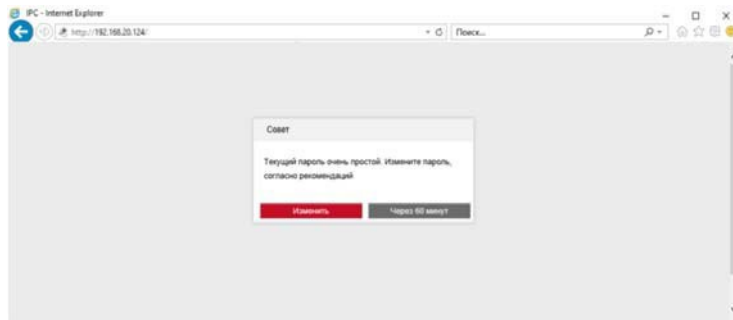 IPC - Internet Explorer
http://192.168.20.124/
Поиск...
Совет
Текущий пароль очень простой. Измените пароль,
согласно рекомендаций
Изменить
Через 60 минут